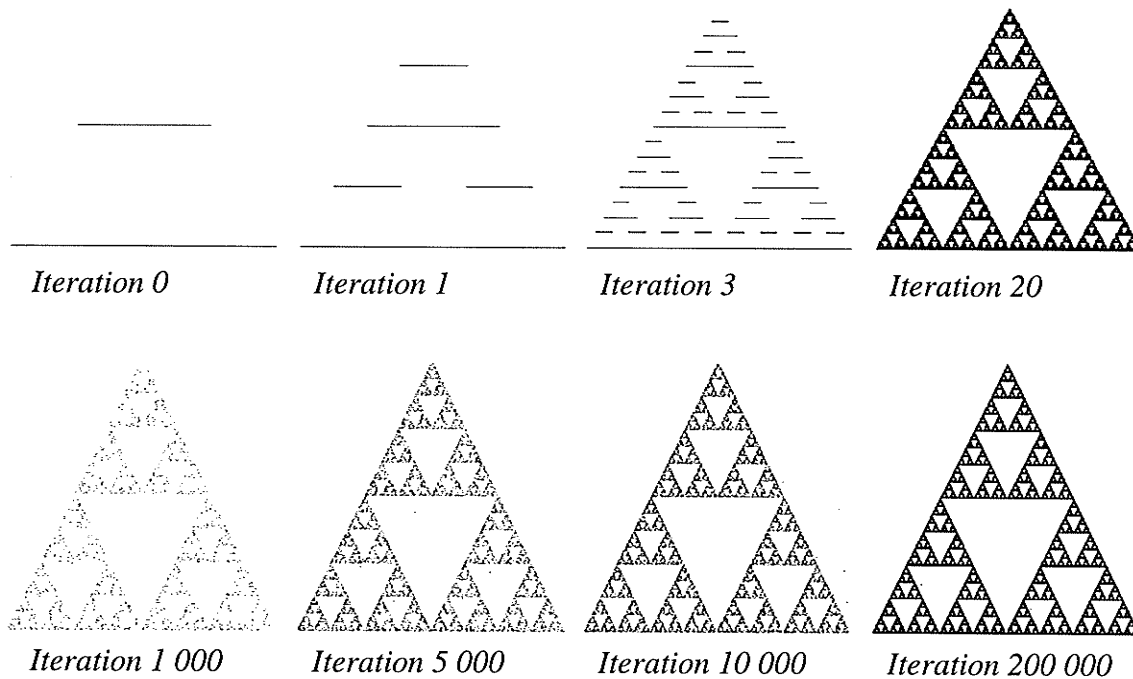 Iteration 0
Iteration 1
Iteration 3
Iteration 20
Iteration 1 000
Iteration 5 000
Iteration 10 000
Iteration 200 000